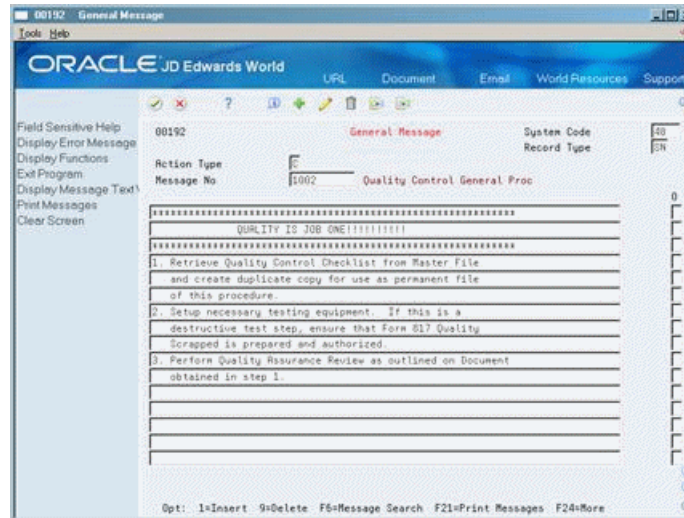 00192 General Message
Tools Help
ORACLE JD Edwards World
URL Document Email World Resources Support
?
Field Sensitive Help
Display Error Message
Display Functions
Exit Program
Display Message Text
Print Messages
Clear Screen
00192 General Message System Code 48
Record Type SN
Action Type C
Message No 1002 Quality Control General Proc
O
QUALITY IS JOB ONE!!!!!!!!!!
1. Retrieve Quality Control Checklist from Master File
and create duplicate copy for use as permanent file
of this procedure.
2. Setup necessary testing equipment. If this is a
destructive test step, ensure that Form 817 Quality
Scrapped is prepared and authorized.
3. Perform Quality Assurance Review as outlined on Document
obtained in step 1.
Opt: 1=Insert 9=Delete F6=Message Search F21=Print Messages F24=More